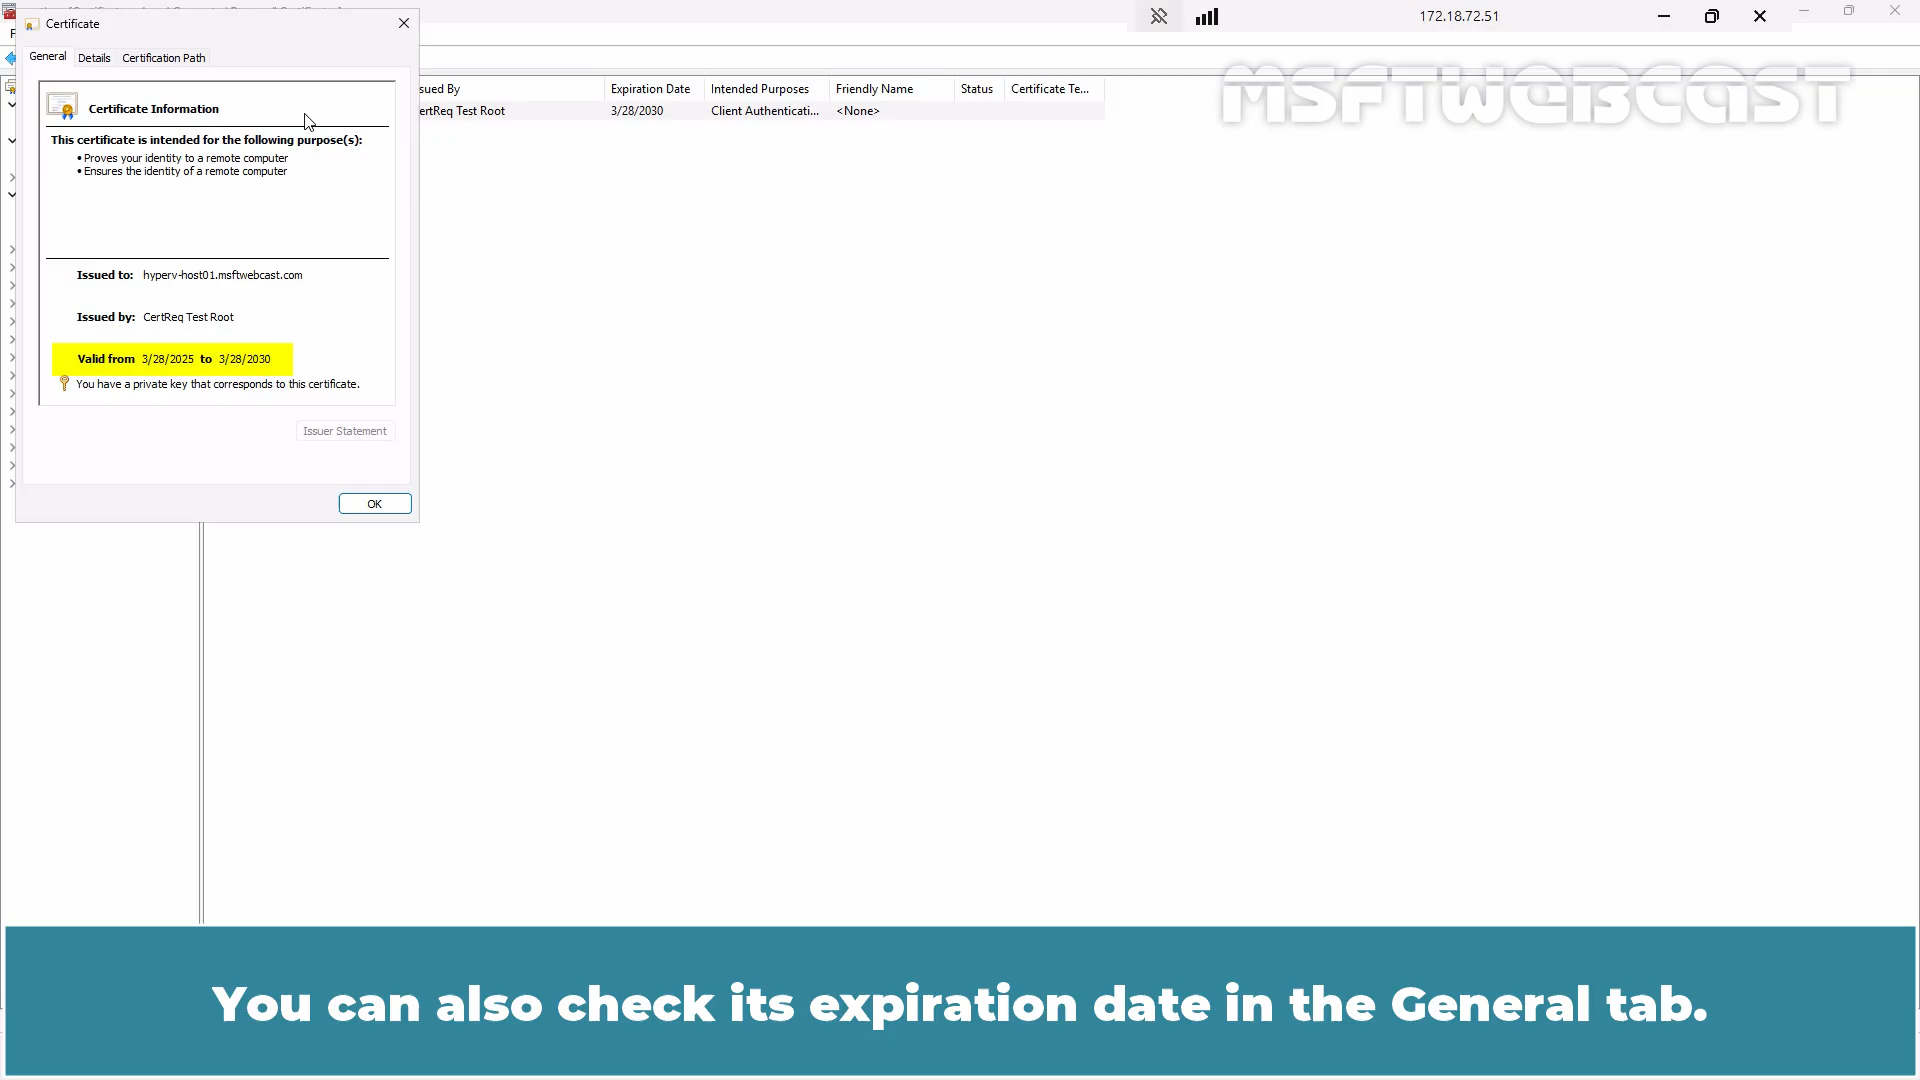 Certificate
172.18.72.51
General Details Certification Path
MSFTWEBCAST
Certificate Information
This certificate is intended for the following purpose(s):
• Proves your identity to a remote computer
• Ensures the identity of a remote computer
Issued to: hyperv-host01.msftwebcast.com
Issued by: CertReq Test Root
Valid from 3/28/2025 to 3/28/2030
You have a private key that corresponds to this certificate.
Issuer Statement
OK
sued By Expiration Date Intended Purposes Friendly Name Status Certificate Te...
ertReq Test Root 3/28/2030 Client Authenticati... <None>
You can also check its expiration date in the General tab.